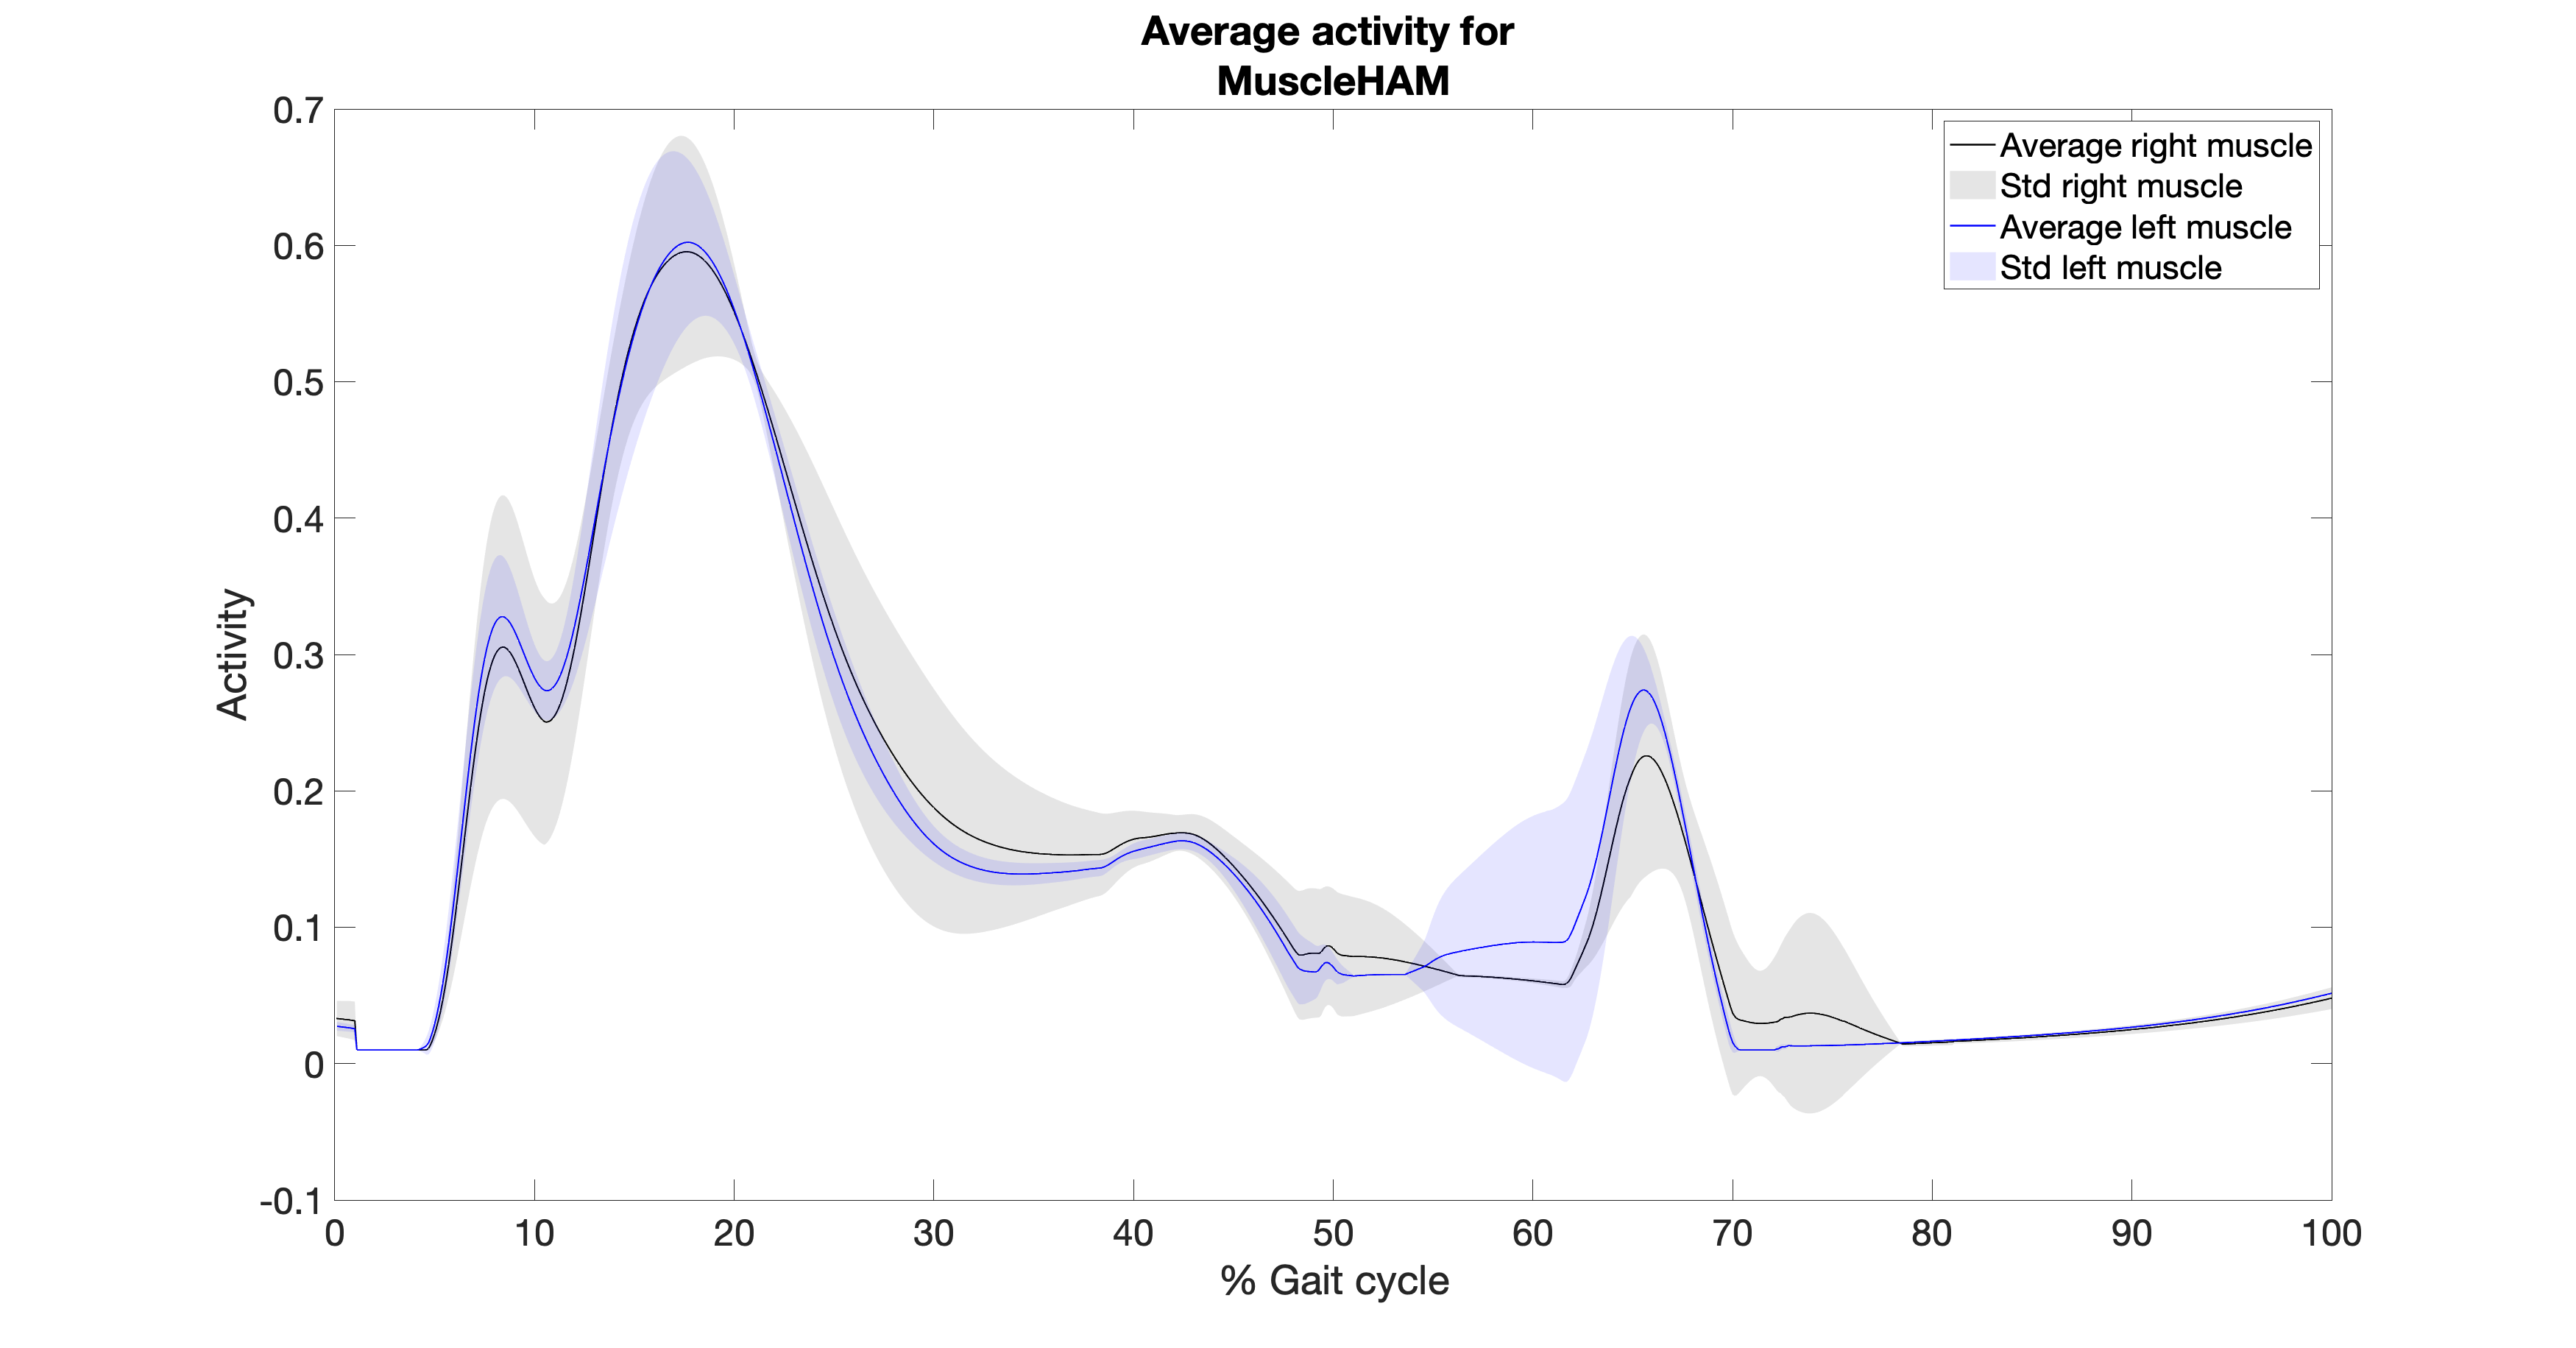 Average activity for
MuscleHAM
0.7
0.6
0.5
0.4
0.3
0.2
0.1
0
-0.1
Activity
Average right muscle
Std right muscle
Average left muscle
Std left muscle
0 10 20 30 40 50 60 70 80 90 100
% Gait cycle